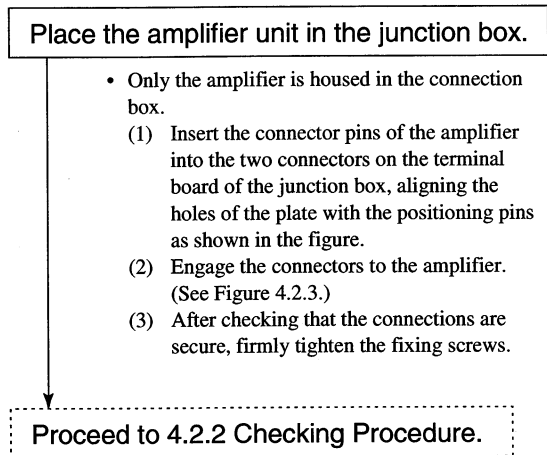 Place the amplifier unit in the junction box.
• Only the amplifier is housed in the connection
box.
(1) Insert the connector pins of the amplifier
into the two connectors on the terminal
board of the junction box, aligning the
holes of the plate with the positioning pins
as shown in the figure.
(2) Engage the connectors to the amplifier.
(See Figure 4.2.3.)
(3) After checking that the connections are
secure, firmly tighten the fixing screws.
Proceed to 4.2.2 Checking Procedure.